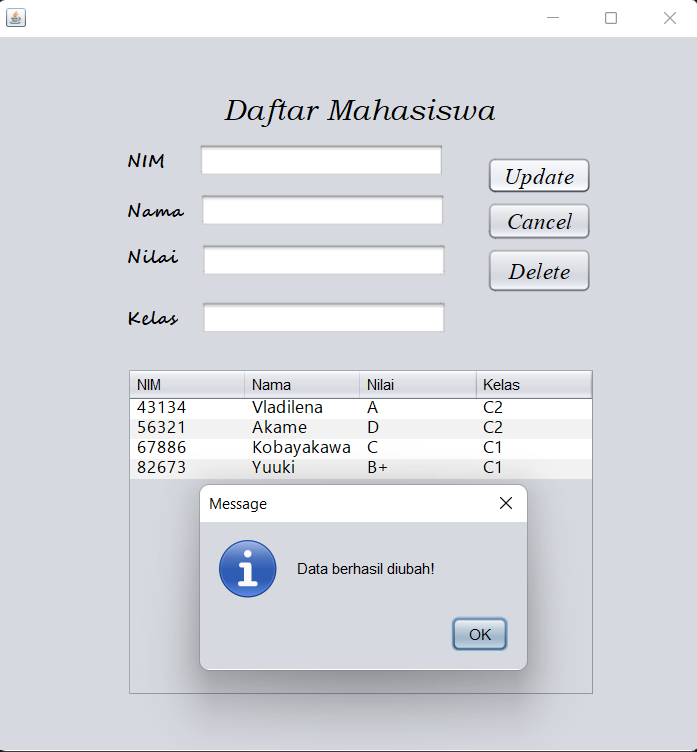 Daftar Mahasiswa
NIM
Update
Nama
Cancel
Nilai
Delete
Kelas
NIM Nama Nilai Kelas
43134 Vladilena A C2
56321 Akame D C2
67886 Kobayakawa C C1
82673 Yuuki B+ C1
Message
Data berhasil diubah!
OK